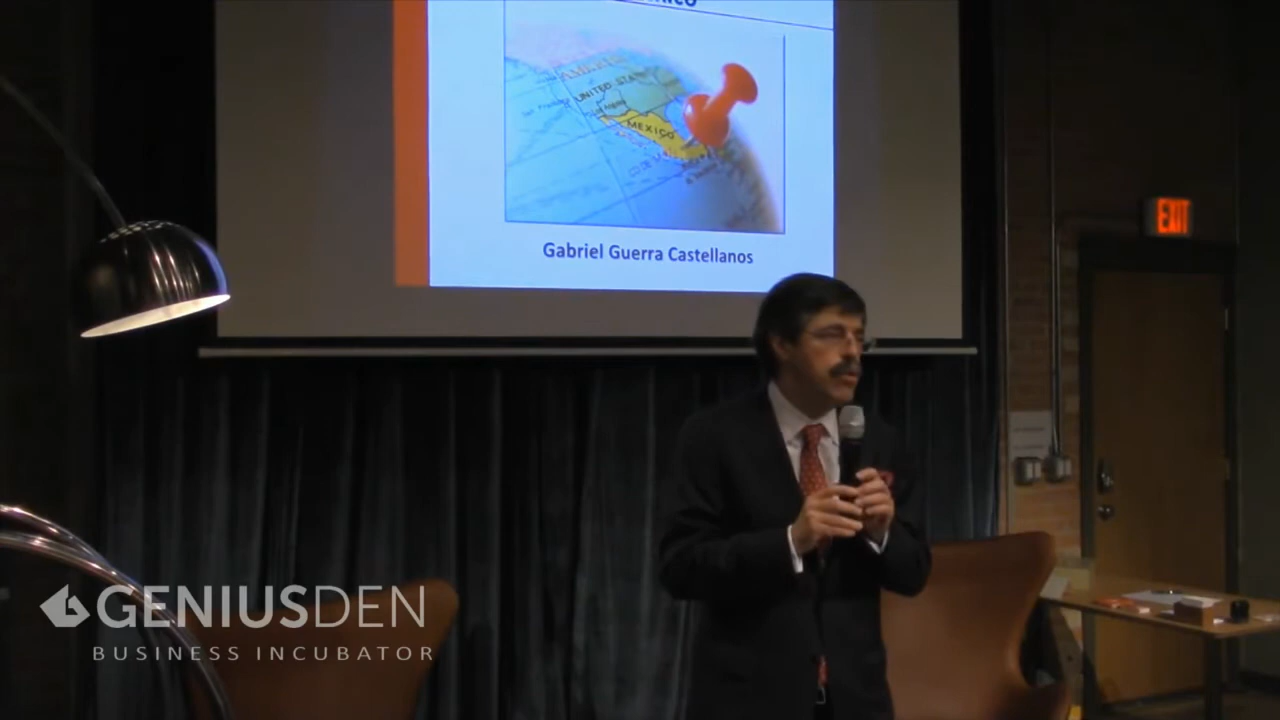 UNITED STATES
MEXICO
Gabriel Guerra Castellanos
EXIT
GENIUSDEN
BUSINESS INCUBATOR